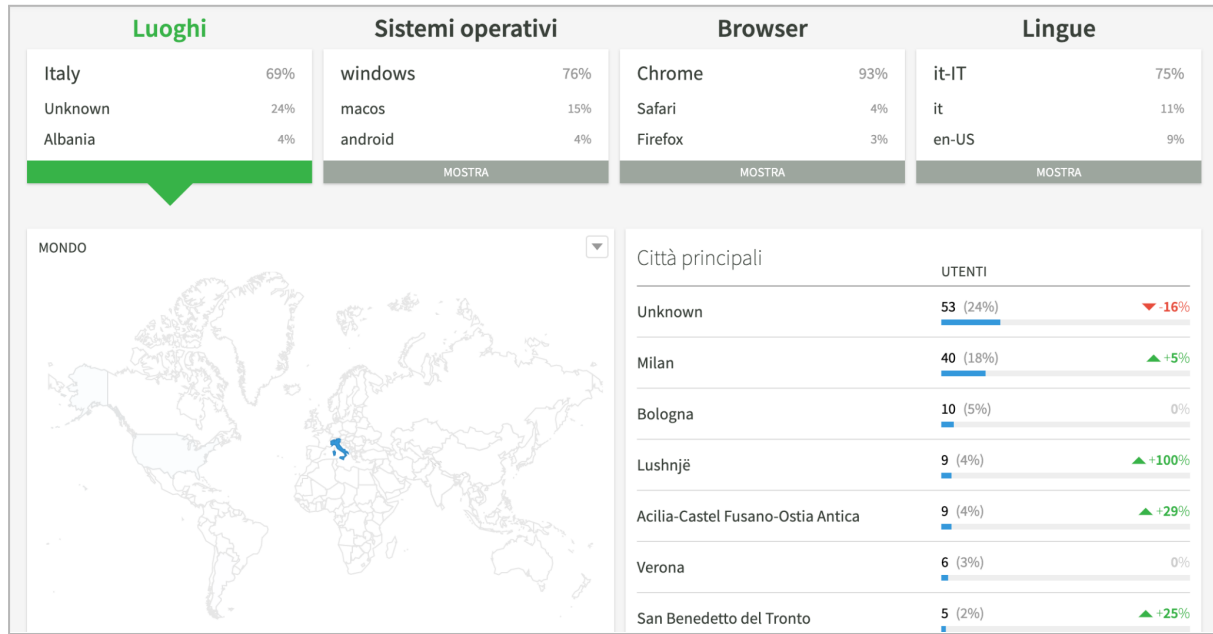 Luoghi
Sistemi operativi
Browser
Lingue
Italy 69%
Unknown 24%
Albania 4%
windows 76%
macos 15%
android 4%
MOSTRA
Chrome 93%
Safari 4%
Firefox 3%
MOSTRA
it-IT 75%
it 11%
en-US 9%
MOSTRA
MONDO
Città principali
UTENTI
Unknown 53 (24%) -16%
Milan 40 (18%) +5%
Bologna 10 (5%) 0%
Lushnjë 9 (4%) +100%
Acilia-Castel Fusano-Ostia Antica 9 (4%) +29%
Verona 6 (3%) 0%
San Benedetto del Tronto 5 (2%) +25%